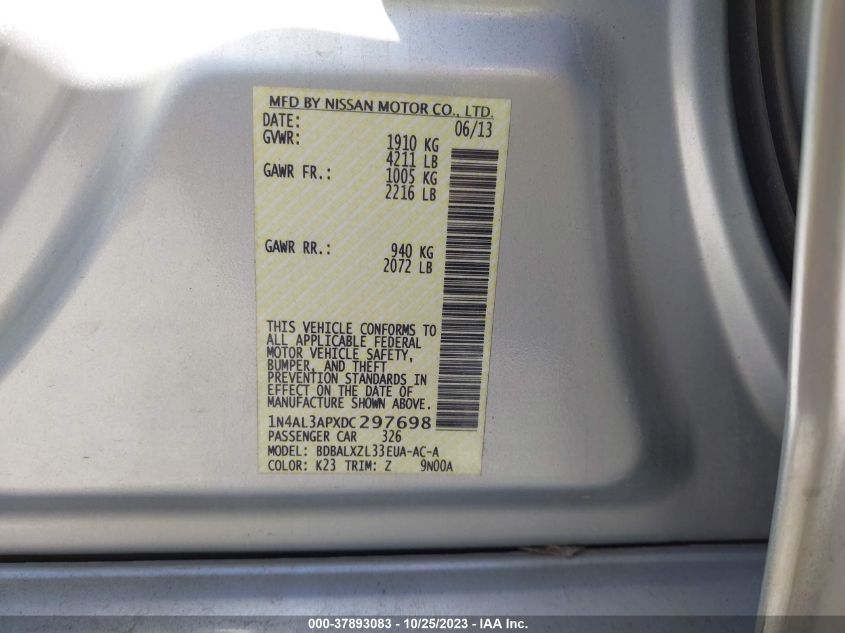 MFD BY NISSAN MOTOR CO., LTD.
DATE: 06/13
GVWR: 1910 KG
4211 LB
GAWR FR.: 1005 KG
2216 LB
GAWR RR.: 940 KG
2072 LB
THIS VEHICLE CONFORMS TO
ALL APPLICABLE FEDERAL
MOTOR VEHICLE SAFETY,
BUMPER, AND THEFT
PREVENTION STANDARDS IN
EFFECT ON THE DATE OF
MANUFACTURE SHOWN ABOVE.
1N4AL3APXDC297698
PASSENGER CAR 326
MODEL: BDBALXZL33EUA-AC-A
COLOR: K23 TRIM: Z 9N00A
000-37893083 - 10/25/2023 - IAA Inc.